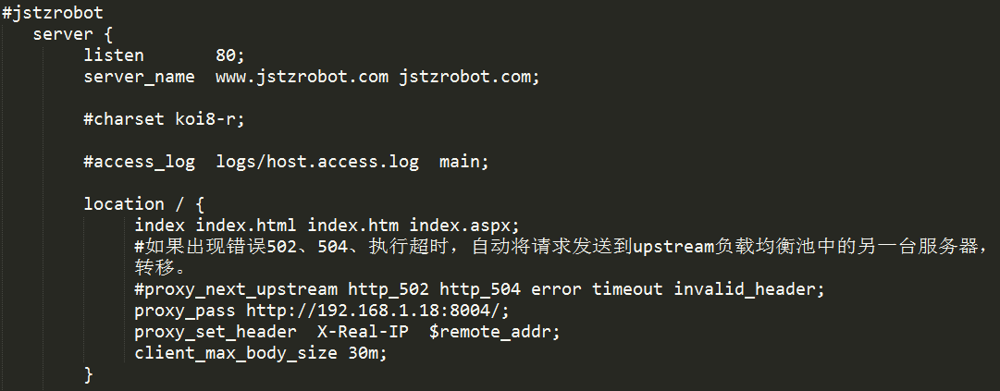 #jstzrobot
server {
listen 80;
server_name www.jstzrobot.com jstzrobot.com;
#charset koi8-r;
#access_log logs/host.access.log main;
location / {
index index.html index.htm index.aspx;
#如果出现错误502、504、执行超时，自动将请求发送到upstream负载均衡池中的另一台服务器，
转移。
#proxy_next_upstream http_502 http_504 error timeout invalid_header;
proxy_pass http://192.168.1.18:8004/;
proxy_set_header X-Real-IP $remote_addr;
client_max_body_size 30m;
}